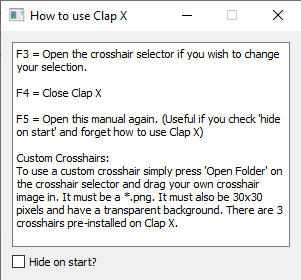 How to use Clap X
F3 = Open the crosshair selector if you wish to change
your selection.
F4 = Close Clap X
F5 = Open this manual again. (Useful if you check 'hide
on start' and forget how to use Clap X)
Custom Crosshairs:
To use a custom crosshair simply press 'Open Folder' on
the crosshair selector and drag your own crosshair
image in. It must be a *.png. It must also be 30x30
pixels and have a transparent background. There are 3
crosshairs pre-installed on Clap X.
Hide on start?